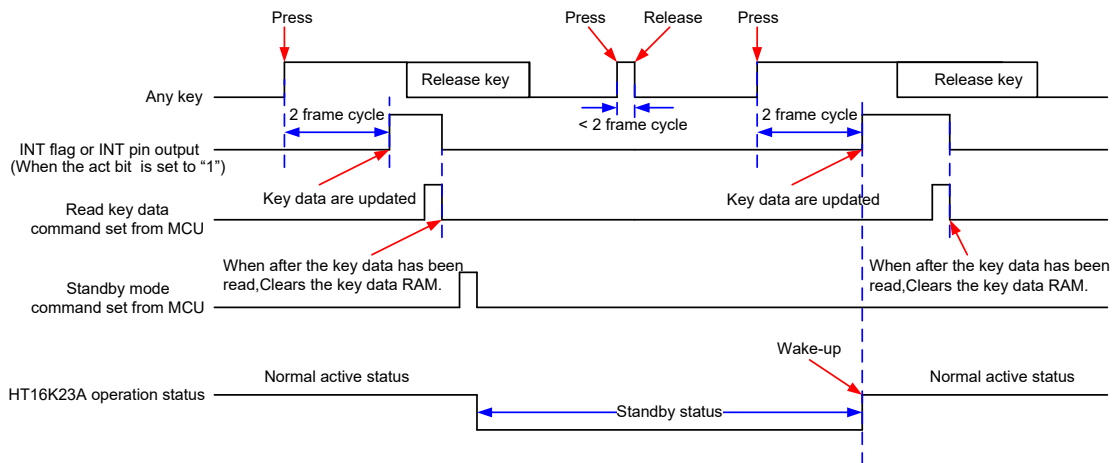 Press
Press
Release
Press
Any key
Release key
Release key
2 frame cycle
< 2 frame cycle
2 frame cycle
INT flag or INT pin output
(When the act bit is set to “1”)
Key data are updated
Key data are updated
Read key data
command set from MCU
When after the key data has been
read,Clears the key data RAM.
When after the key data has been
read,Clears the key data RAM.
Standby mode
command set from MCU
Wake-up
Normal active status
Normal active status
HT16K23A operation status
Standby status